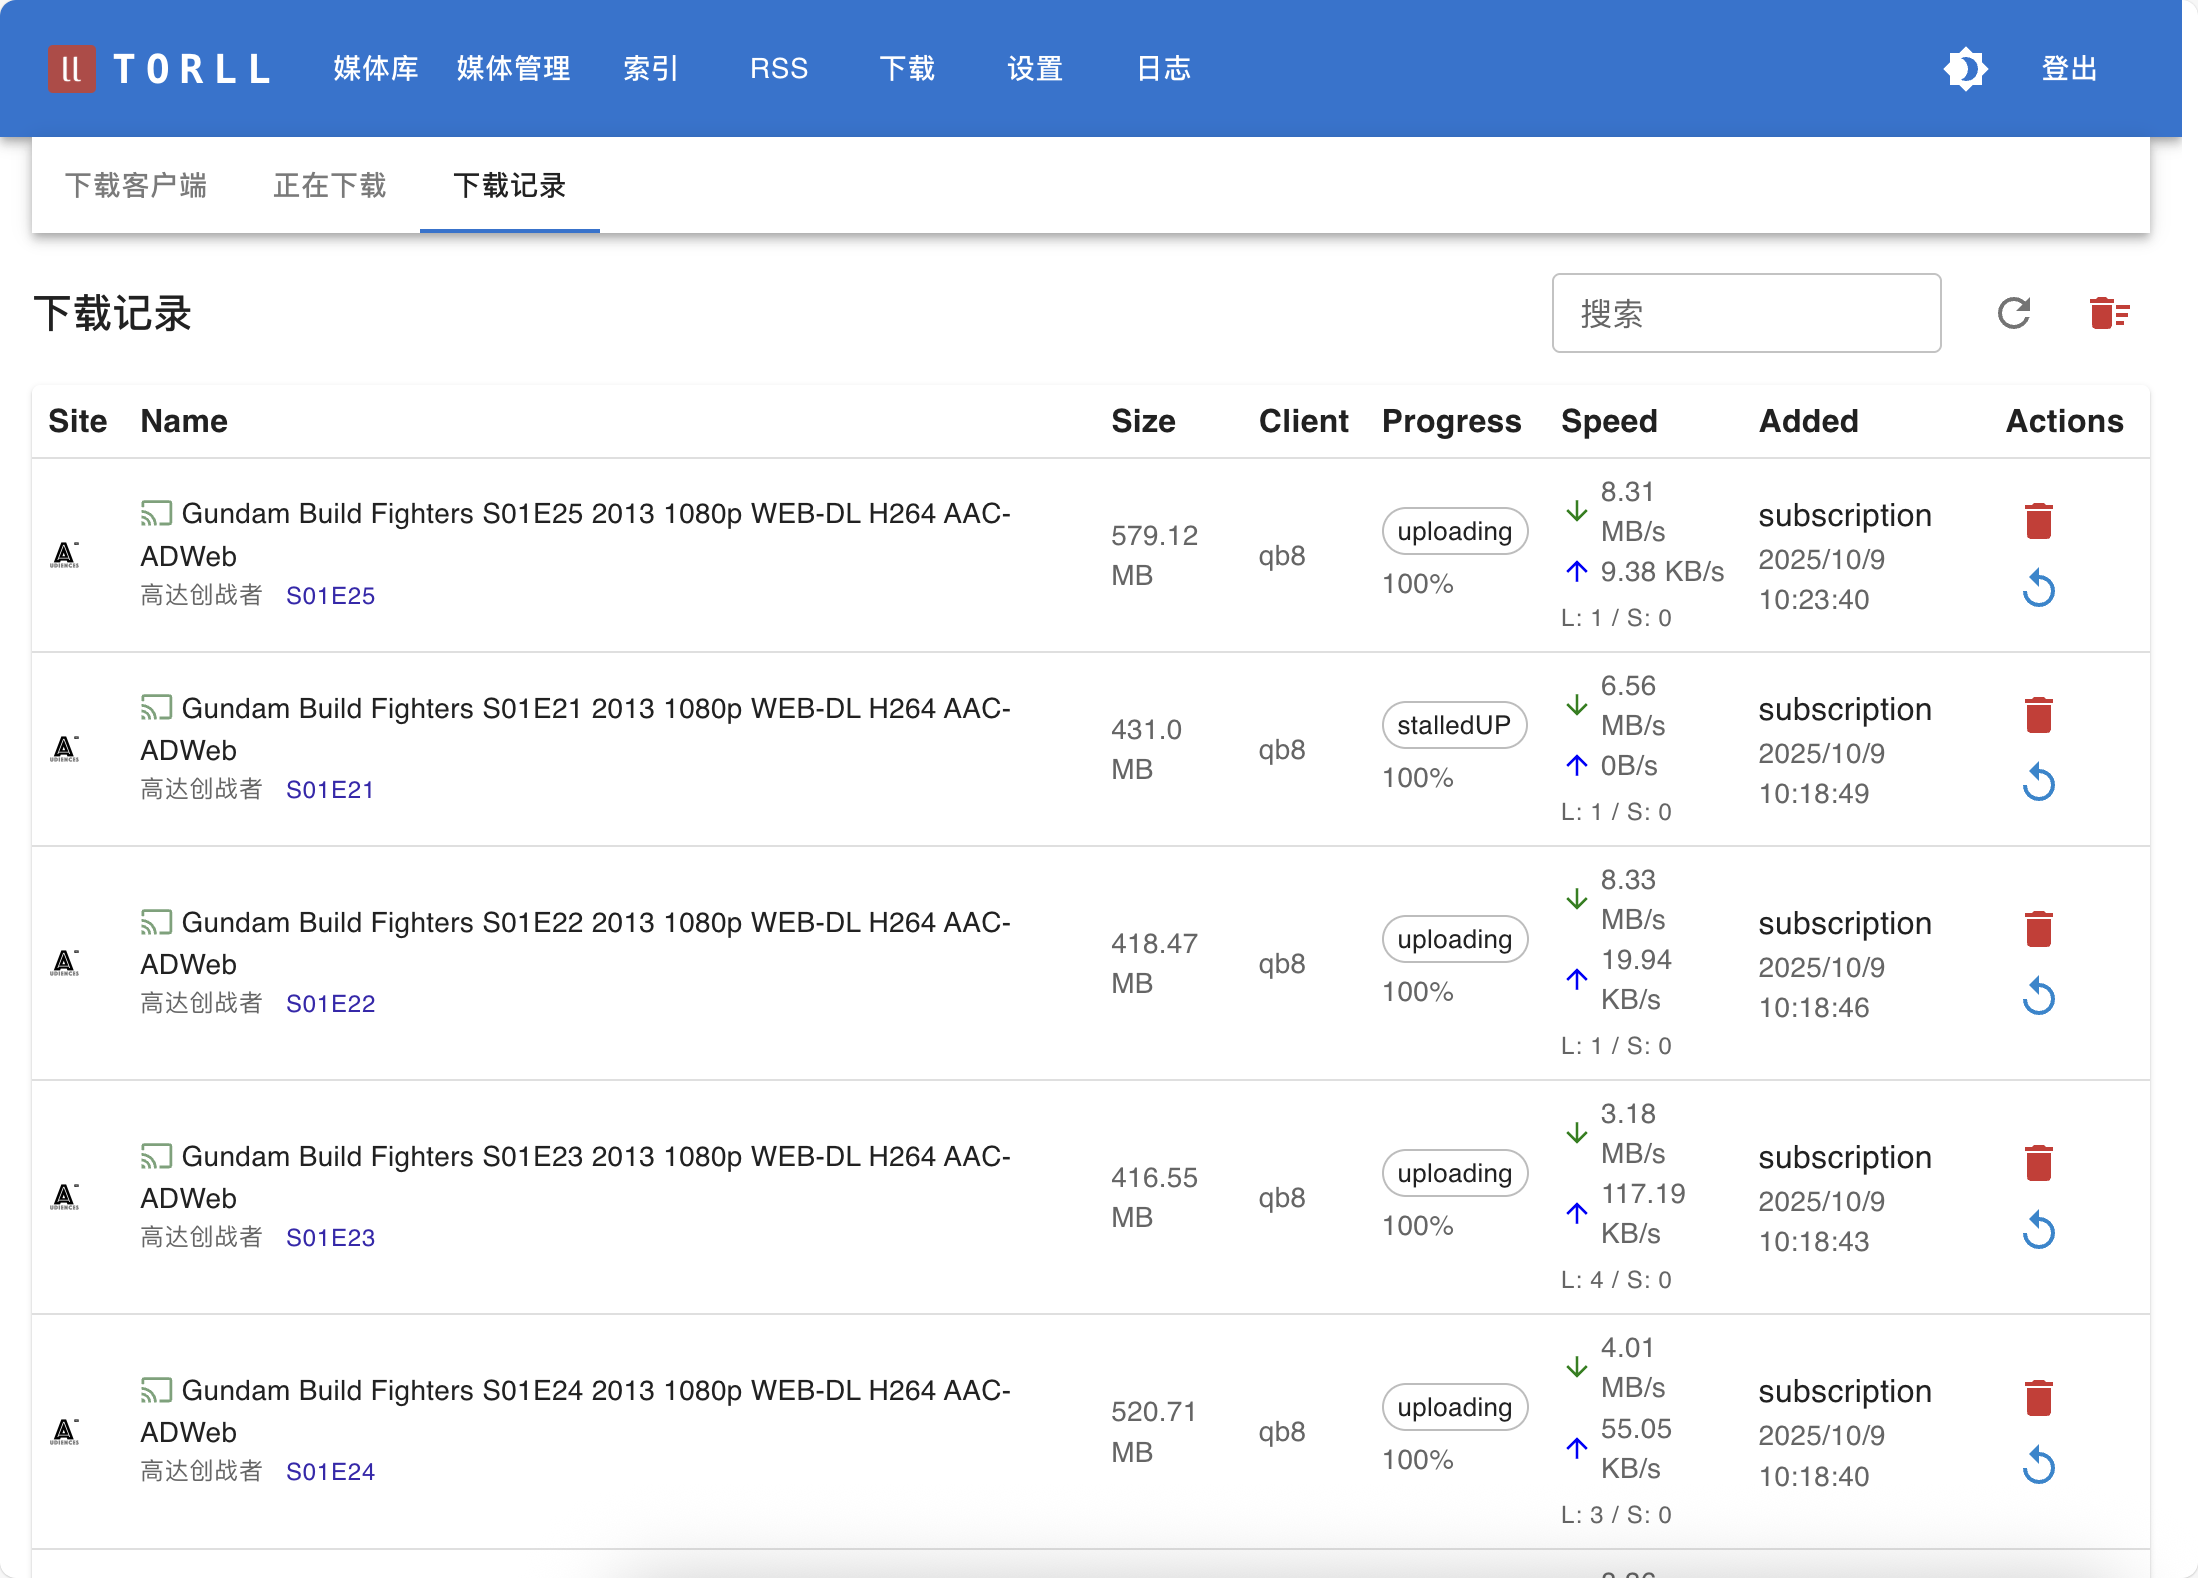 ll TORLL 媒体库 媒体管理 索引 RSS 下载 设置 日志 登出
下载客户端 正在下载 下载记录
下载记录 搜索
Site Name Size Client Progress Speed Added Actions
Gundam Build Fighters S01E25 2013 1080p WEB-DL H264 AAC-
ADWeb
高达创战者 S01E25
579.12
MB
qb8
uploading
100%
8.31
MB/s
9.38 KB/s
L: 1 / S: 0
subscription
2025/10/9
10:23:40
Gundam Build Fighters S01E21 2013 1080p WEB-DL H264 AAC-
ADWeb
高达创战者 S01E21
431.0
MB
qb8
stalledUP
100%
6.56
MB/s
0B/s
L: 1 / S: 0
subscription
2025/10/9
10:18:49
Gundam Build Fighters S01E22 2013 1080p WEB-DL H264 AAC-
ADWeb
高达创战者 S01E22
418.47
MB
qb8
uploading
100%
8.33
MB/s
19.94
KB/s
L: 1 / S: 0
subscription
2025/10/9
10:18:46
Gundam Build Fighters S01E23 2013 1080p WEB-DL H264 AAC-
ADWeb
高达创战者 S01E23
416.55
MB
qb8
uploading
100%
3.18
MB/s
117.19
KB/s
L: 4 / S: 0
subscription
2025/10/9
10:18:43
Gundam Build Fighters S01E24 2013 1080p WEB-DL H264 AAC-
ADWeb
高达创战者 S01E24
520.71
MB
qb8
uploading
100%
4.01
MB/s
55.05
KB/s
L: 3 / S: 0
subscription
2025/10/9
10:18:40